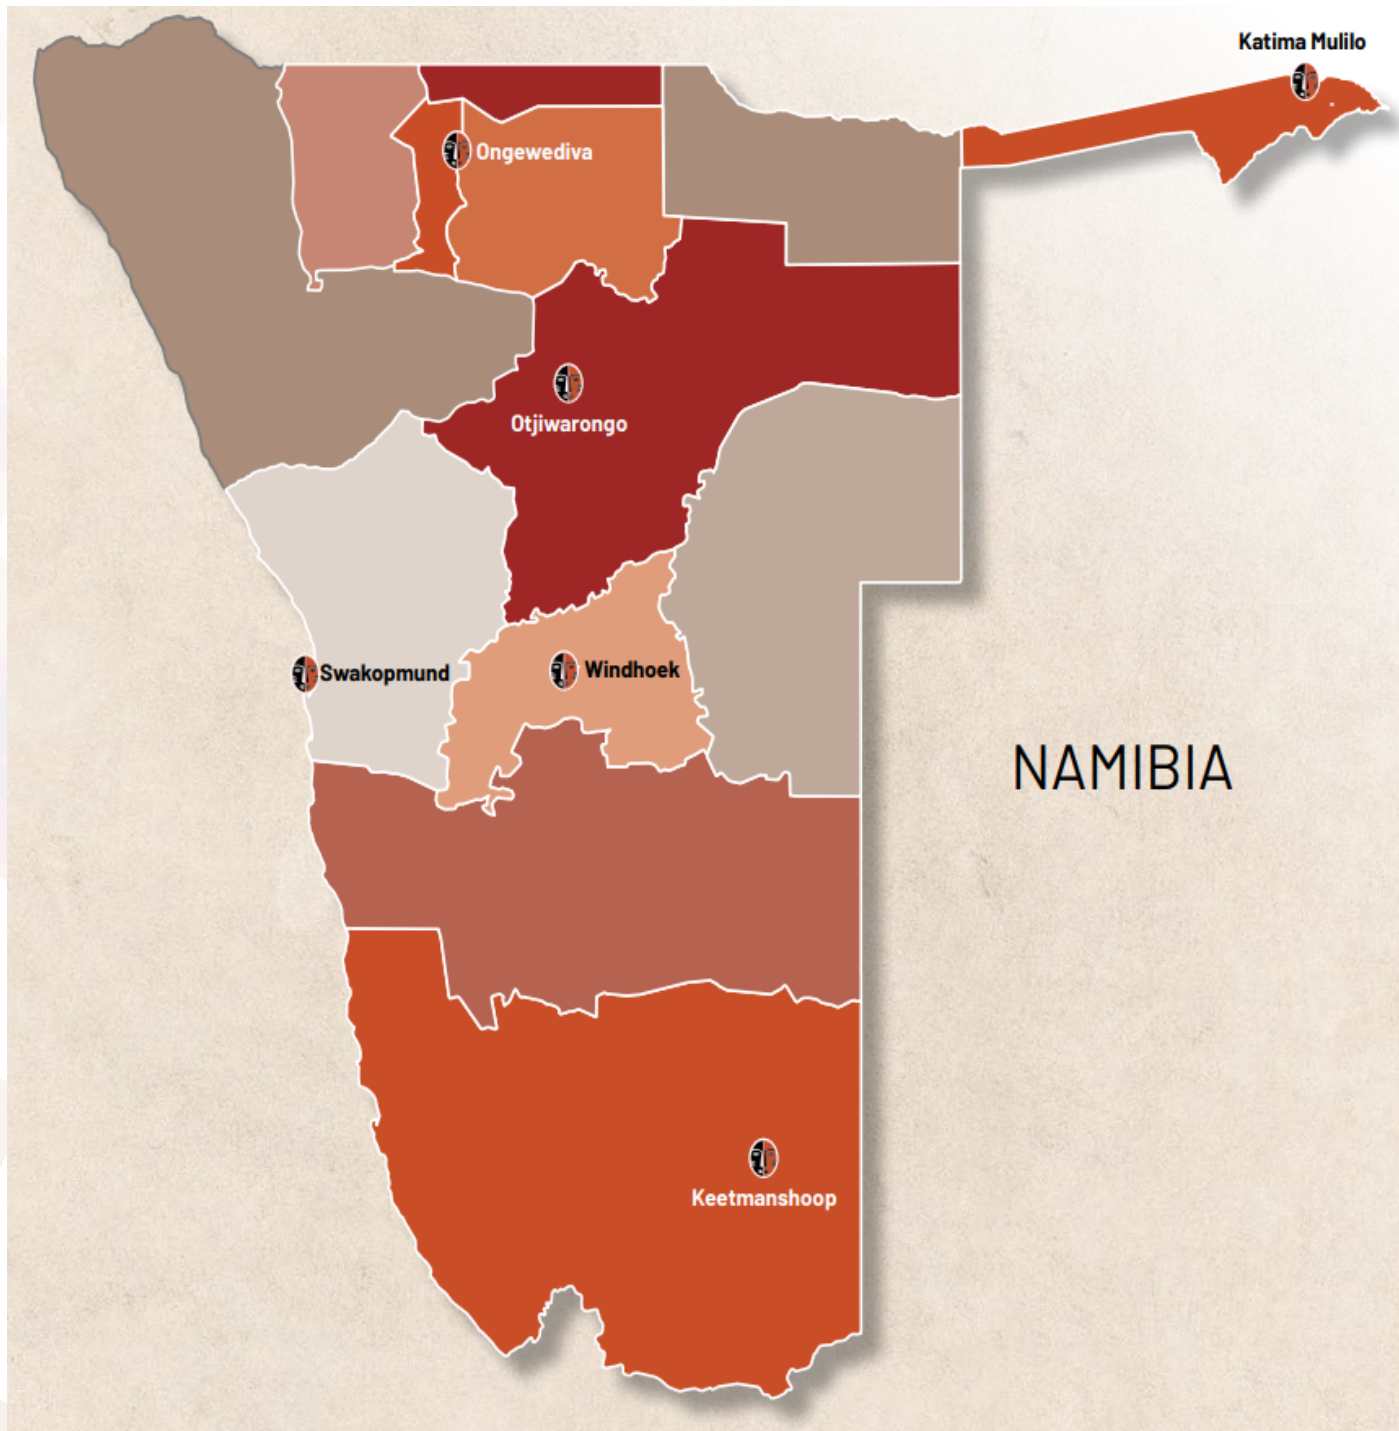 Katima Mulilo
Ongewediva
Otjiwarongo
Swakopmund
Windhoek
NAMIBIA
Keetmanshoop